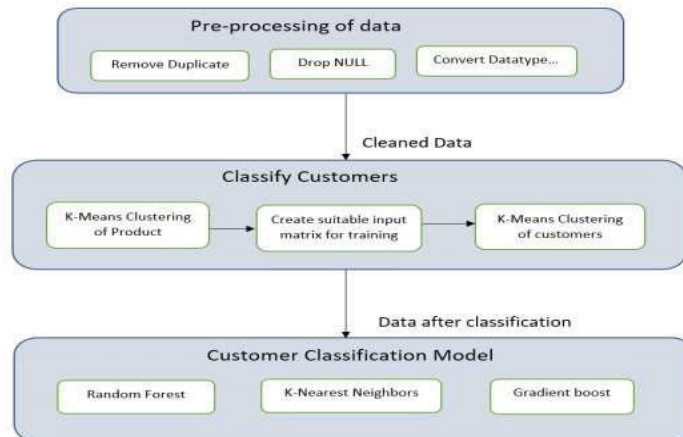 Pre-processing of data
Remove Duplicate
Drop NULL
Convert Datatype...
Cleaned Data
Classify Customers
K-Means Clustering
of Product
Create suitable input
matrix for training
K-Means Clustering
of customers
Data after classification
Customer Classification Model
Random Forest
K-Nearest Neighbors
Gradient boost